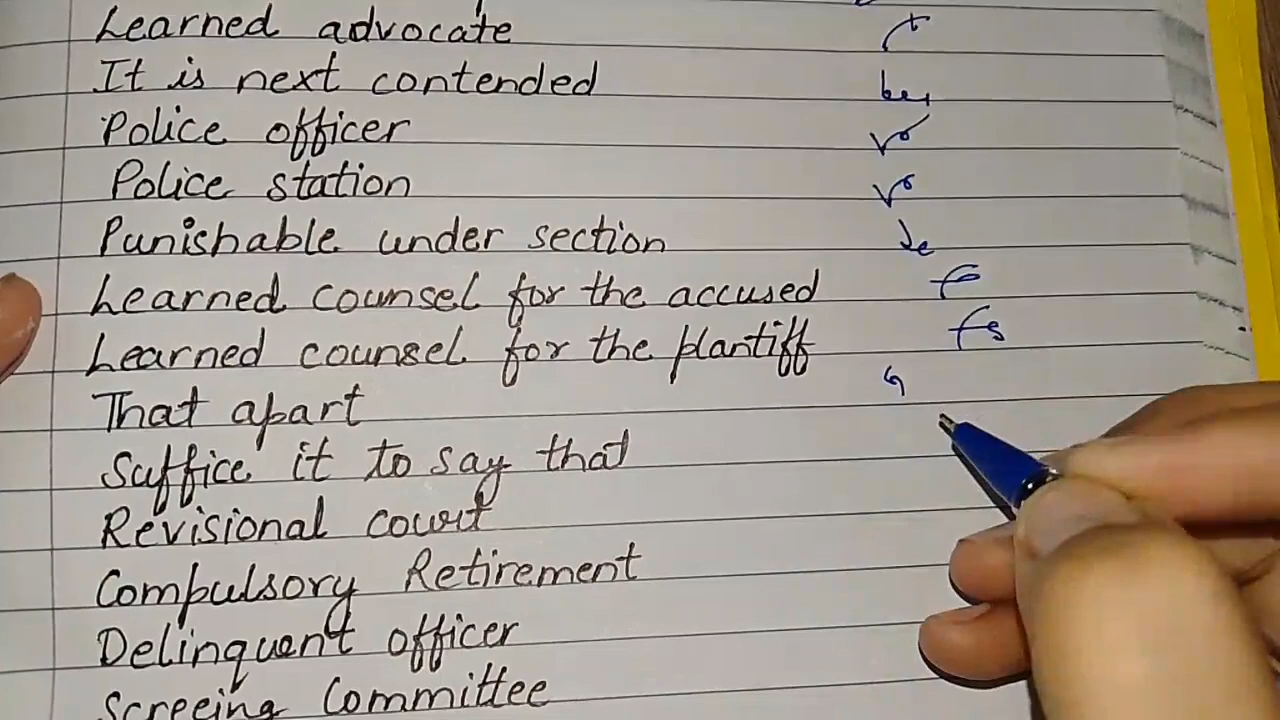 Learned advocate
It is next contended
Police officer
Police station
Punishable under section
Learned counsel for the accused
Learned counsel for the plantiff
That apart
Suffice it to say that
Revisional court
Compulsory Retirement
Delinquent officer
Screeing Committee